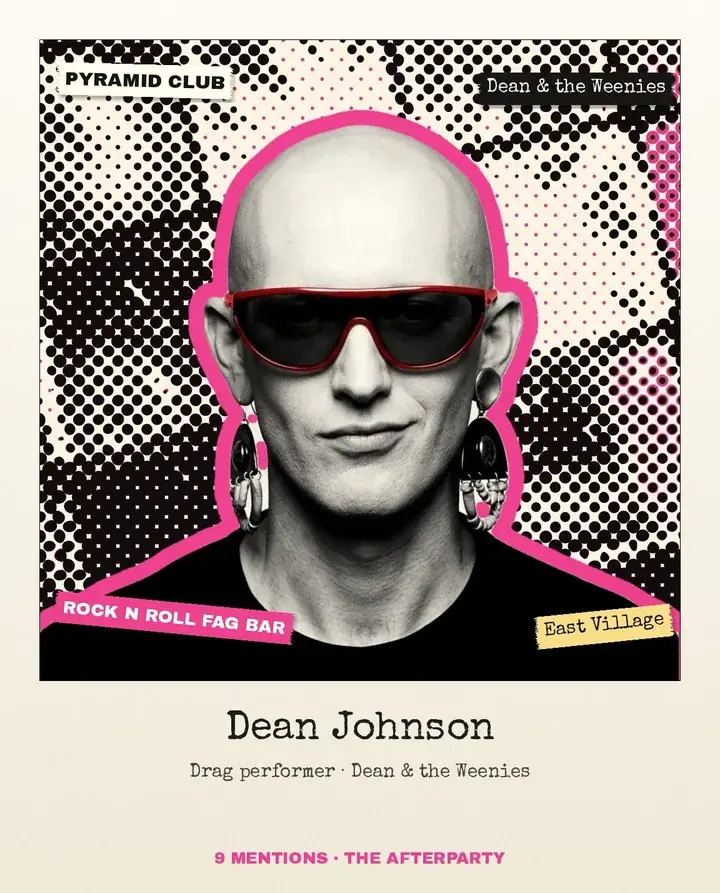 PYRAMID CLUB
Dean & the Weenies
ROCK N ROLL FAG BAR
East Village
Dean Johnson
Drag performer · Dean & the Weenies
9 MENTIONS · THE AFTERPARTY